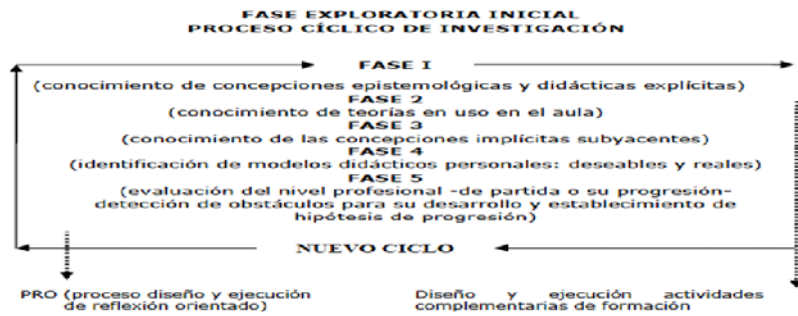 FASE EXPLORATORIA INICIAL
PROCESO CÍCLICO DE INVESTIGACIÓN
FASE I
(conocimiento de concepciones epistemológicas y didácticas explícitas)
FASE 2
(conocimiento de teorías en uso en el aula)
FASE 3
(conocimiento de las concepciones implícitas subyacentes)
FASE 4
(identificación de modelos didácticos personales: deseables y reales)
FASE 5
(evaluación del nivel profesional -de partida o su progresión-
detección de obstáculos para su desarrollo y establecimiento de
hipótesis de progresión)
NUEVO CICLO
PRO (proceso diseño y ejecución
de reflexión orientado)
Diseño y ejecución actividades
complementarias de formación